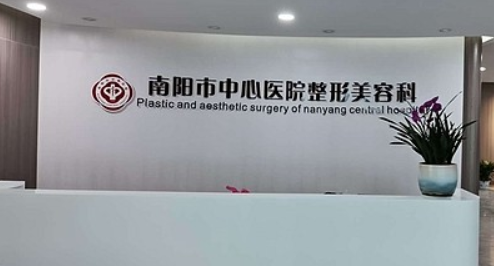 南阳市中心医院整形美容科
Plastic and aesthetic surgery of nanyang central hospital